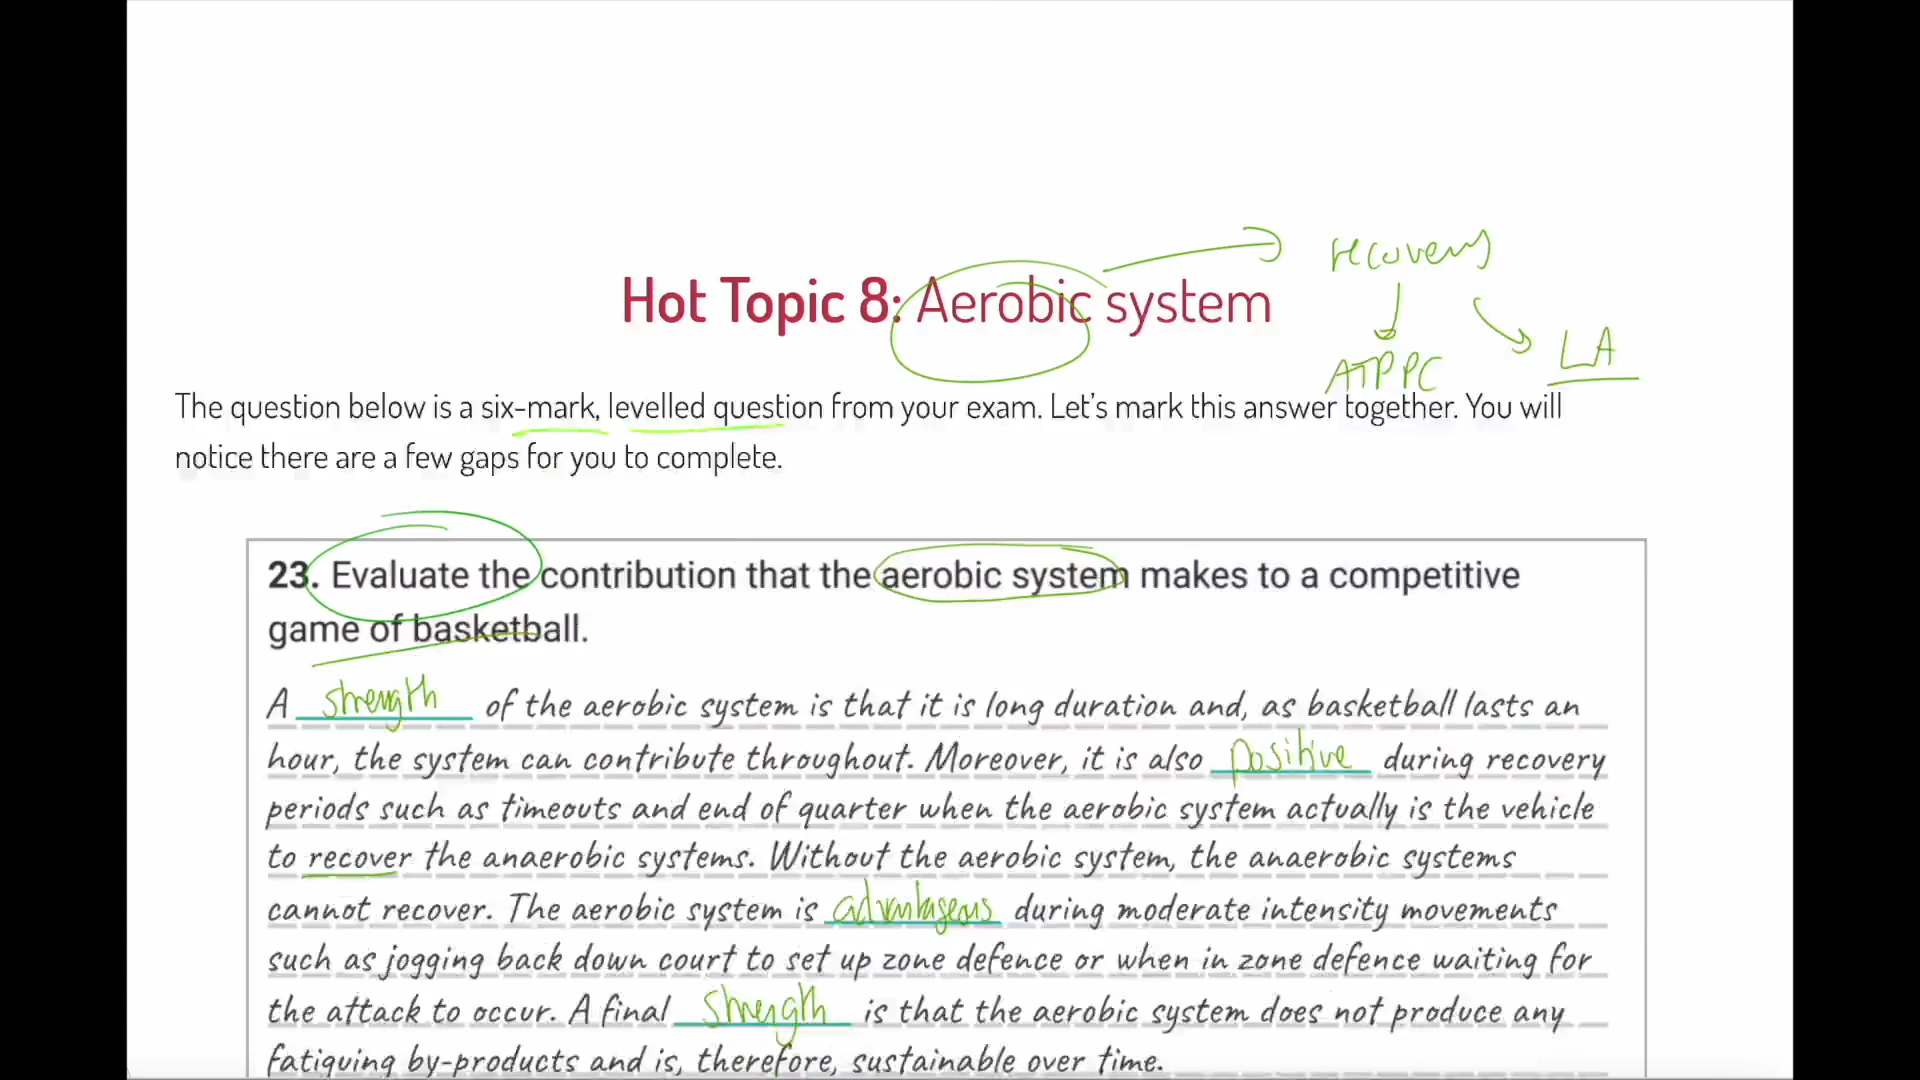 recovery
Hot Topic 8: Aerobic system
LA
ATPPC
The question below is a six-mark, levelled question from your exam. Let's mark this answer together. You will
notice there are a few gaps for you to complete.
23. Evaluate the contribution that the aerobic system makes to a competitive
game of basketball.
A strength of the aerobic system is that it is long duration and, as basketball lasts an
hour, the system can contribute throughout. Moreover, it is also positive during recovery
periods such as timeouts and end of quarter when the aerobic system actually is the vehicle
to recover the anaerobic systems. Without the aerobic system, the anaerobic systems
cannot recover. The aerobic system is advantageous during moderate intensity movements
such as jogging back down court to set up zone defence or when in zone defence waiting for
the attack to occur. A final strength is that the aerobic system does not produce any
fatiguing by-products and is, therefore, sustainable over time.